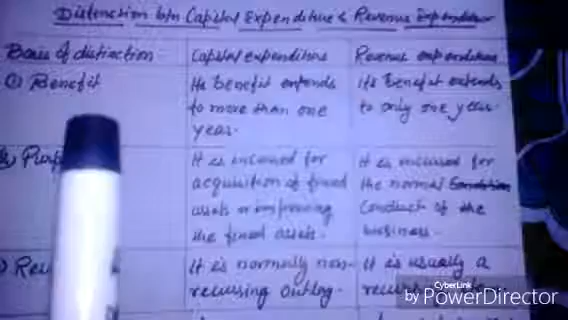 Distinction btn Capital Expenditure & Revenue Expenditure
Basis of distinction
Capital expenditure
Revenue expenditure
① Benefit
Its benefit extends
to more than one
year.
Its benefit extends
to only one year.
Purp
It is incurred for
acquisition of fixed
assets or improving
the fixed assets.
It is incurred for
the normal
conduct of the
business.
It is normally non-
recurring outlay.
It is usually a
CyberLink
by PowerDirector